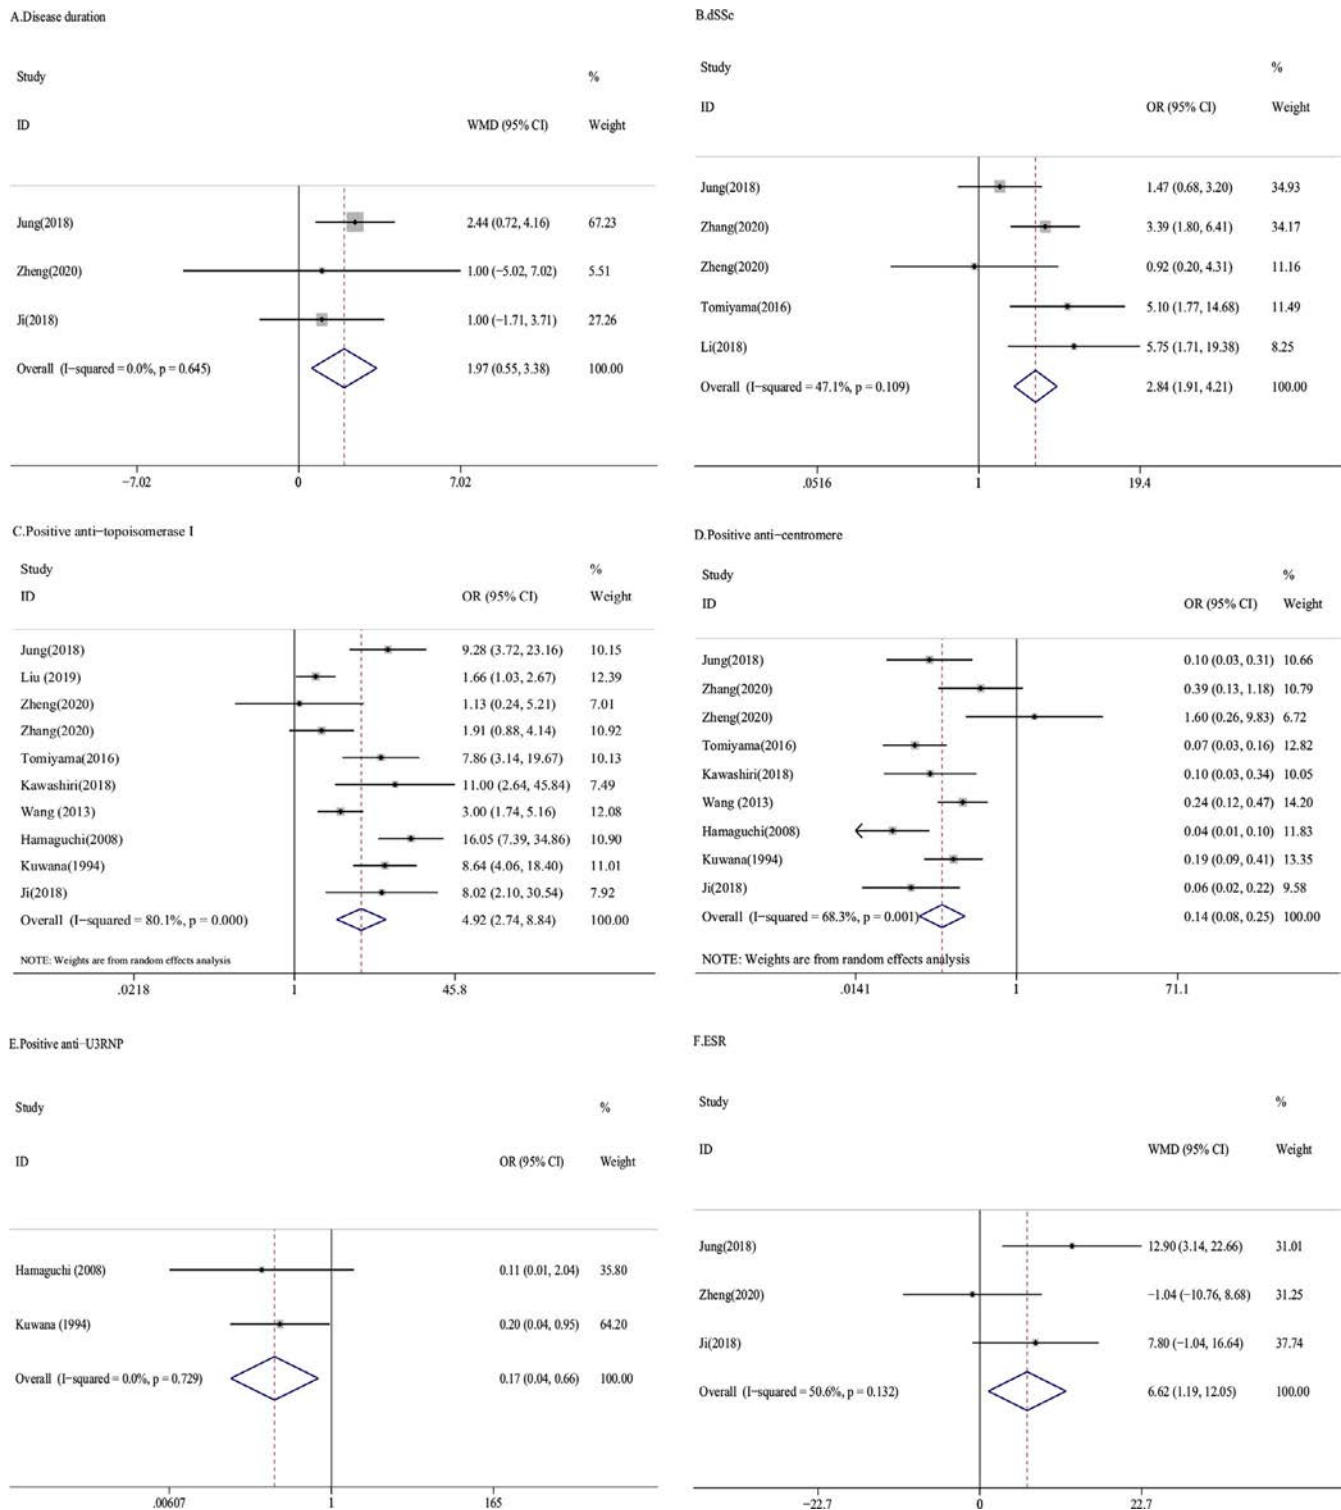 A.Disease duration
Study %
ID WMD (95% CI) Weight
Jung(2018) 2.44 (0.72, 4.16) 67.23
Zheng(2020) 1.00 (−5.02, 7.02) 5.51
Ji(2018) 1.00 (−1.71, 3.71) 27.26
Overall (I−squared = 0.0%, p = 0.645) 1.97 (0.55, 3.38) 100.00
−7.02 0 7.02
B.dSSc
Study %
ID OR (95% CI) Weight
Jung(2018) 1.47 (0.68, 3.20) 34.93
Zhang(2020) 3.39 (1.80, 6.41) 34.17
Zheng(2020) 0.92 (0.20, 4.31) 11.16
Tomiyama(2016) 5.10 (1.77, 14.68) 11.49
Li(2018) 5.75 (1.71, 19.38) 8.25
Overall (I−squared = 47.1%, p = 0.109) 2.84 (1.91, 4.21) 100.00
.0516 1 19.4
C.Positive anti−topoisomerase I
Study %
ID OR (95% CI) Weight
Jung(2018) 9.28 (3.72, 23.16) 10.15
Liu (2019) 1.66 (1.03, 2.67) 12.39
Zheng(2020) 1.13 (0.24, 5.21) 7.01
Zhang(2020) 1.91 (0.88, 4.14) 10.92
Tomiyama(2016) 7.86 (3.14, 19.67) 10.13
Kawashiri(2018) 11.00 (2.64, 45.84) 7.49
Wang (2013) 3.00 (1.74, 5.16) 12.08
Hamaguchi(2008) 16.05 (7.39, 34.86) 10.90
Kuwana(1994) 8.64 (4.06, 18.40) 11.01
Ji(2018) 8.02 (2.10, 30.54) 7.92
Overall (I−squared = 80.1%, p = 0.000) 4.92 (2.74, 8.84) 100.00
NOTE: Weights are from random effects analysis
.0218 1 45.8
D.Positive anti−centromere
Study %
ID OR (95% CI) Weight
Jung(2018) 0.10 (0.03, 0.31) 10.66
Zhang(2020) 0.39 (0.13, 1.18) 10.79
Zheng(2020) 1.60 (0.26, 9.83) 6.72
Tomiyama(2016) 0.07 (0.03, 0.16) 12.82
Kawashiri(2018) 0.10 (0.03, 0.34) 10.05
Wang (2013) 0.24 (0.12, 0.47) 14.20
Hamaguchi(2008) 0.04 (0.01, 0.10) 11.83
Kuwana(1994) 0.19 (0.09, 0.41) 13.35
Ji(2018) 0.06 (0.02, 0.22) 9.58
Overall (I−squared = 68.3%, p = 0.001) 0.14 (0.08, 0.25) 100.00
NOTE: Weights are from random effects analysis
.0141 1 71.1
E.Positive anti−U3RNP
Study %
ID OR (95% CI) Weight
Hamaguchi (2008) 0.11 (0.01, 2.04) 35.80
Kuwana (1994) 0.20 (0.04, 0.95) 64.20
Overall (I−squared = 0.0%, p = 0.729) 0.17 (0.04, 0.66) 100.00
.00607 1 165
F.ESR
Study %
ID WMD (95% CI) Weight
Jung(2018) 12.90 (3.14, 22.66) 31.01
Zheng(2020) −1.04 (−10.76, 8.68) 31.25
Ji(2018) 7.80 (−1.04, 16.64) 37.74
Overall (I−squared = 50.6%, p = 0.132) 6.62 (1.19, 12.05) 100.00
−22.7 0 22.7